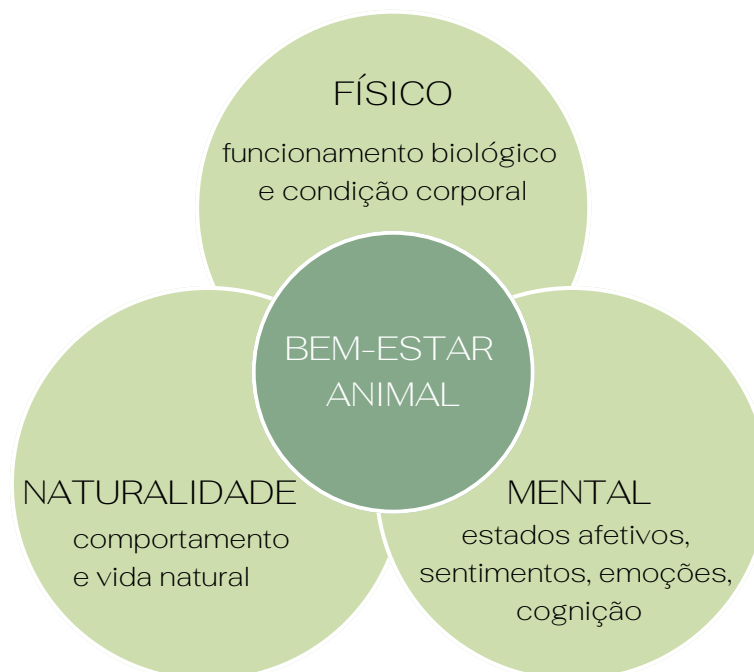 FÍSICO
funcionamento biológico
e condição corporal
BEM-ESTAR
ANIMAL
NATURALIDADE
comportamento
e vida natural
MENTAL
estados afetivos,
sentimentos, emoções,
cognição